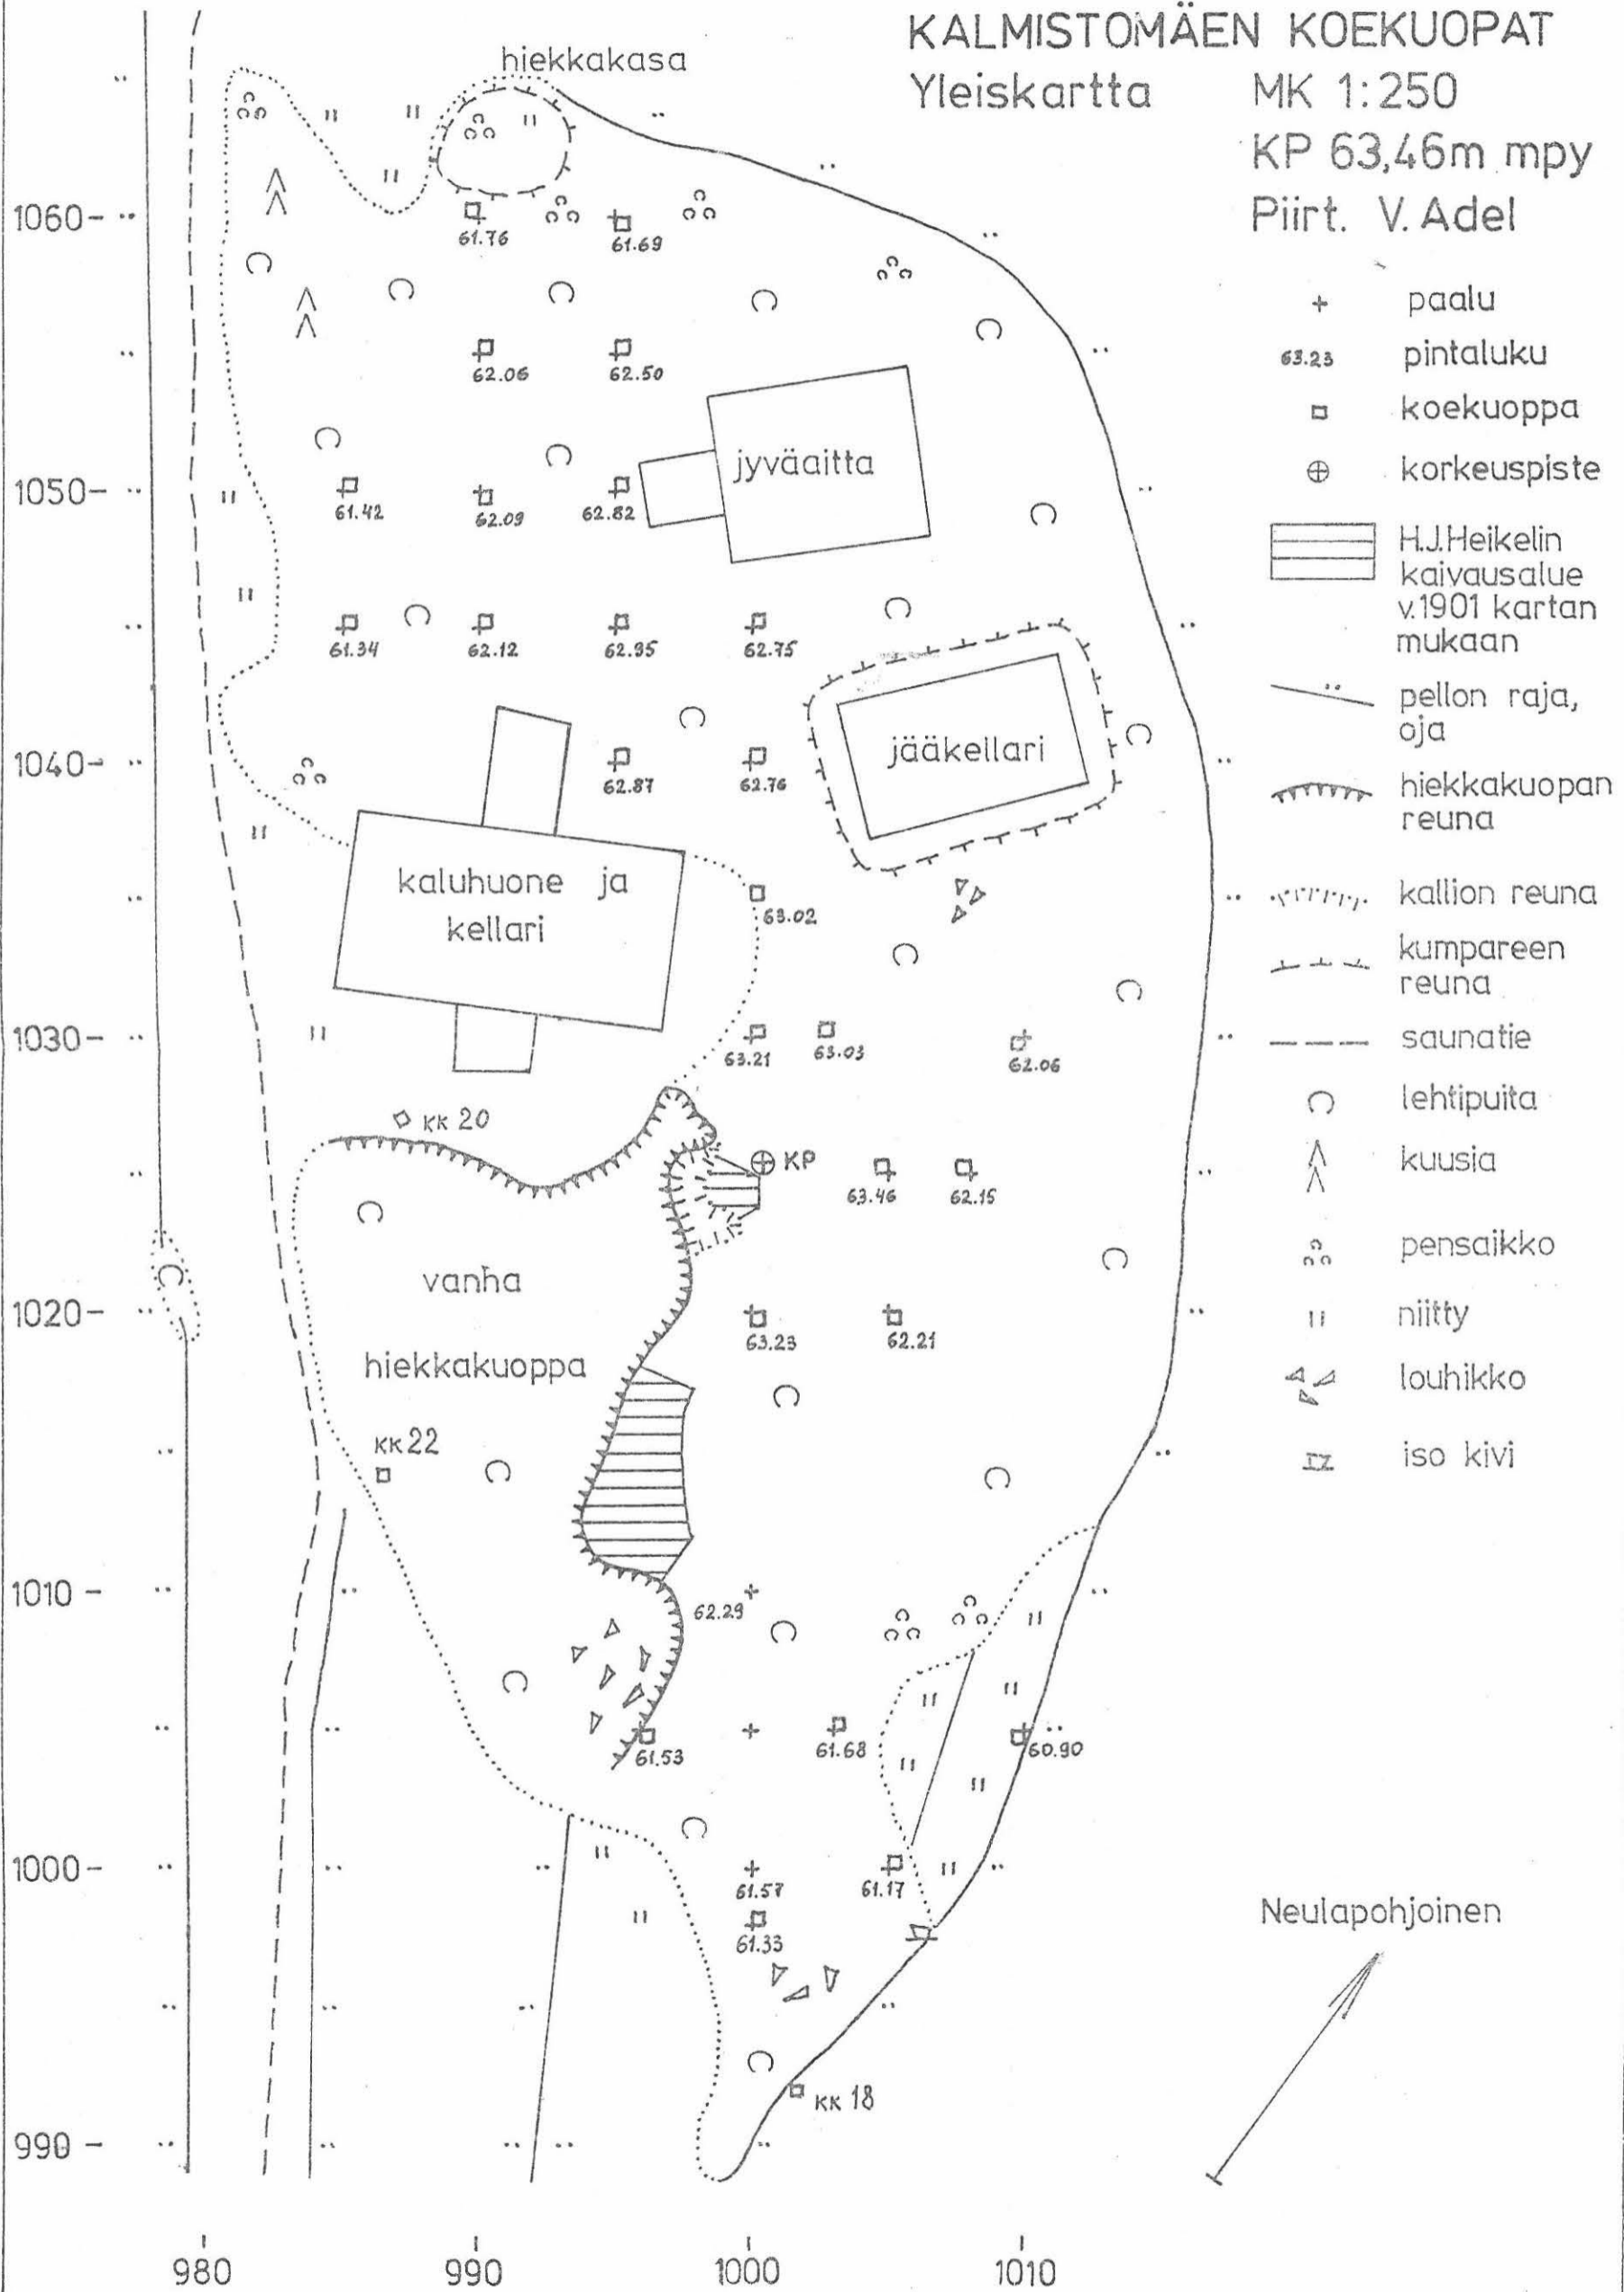 KALMISTOMÄEN KOEKUOPAT
Yleiskartta MK 1:250
KP 63,46m mpy
Piirt. V. Adel
paalu
63.23 pintaluku
koekuoppa
korkeuspiste
H.J.Heikelin
kaivausalue
v.1901 kartan
mukaan
pellon raja,
oja
hiekkakuopan
reuna
kallion reuna
kumpareen
reuna
saunatie
lehtipuita
kuusia
pensaikko
niitty
louhikko
iso kivi
Neulapohjoinen
hiekkakasa
1060
61.76 61.69
62.06 62.50
jyväaitta
1050
61.42 62.09 62.82
61.34 62.12 62.95 62.75
1040
62.87 62.76
jääkellari
kaluhuone ja
kellari
63.02
1030
63.21 63.03 62.06
KK 20
KP
63.46 62.15
vanha
1020
63.23 62.21
hiekkakuoppa
KK 22
1010
62.29
61.53 61.68 60.90
1000
61.57 61.17
61.33
KK 18
990
980 990 1000 1010